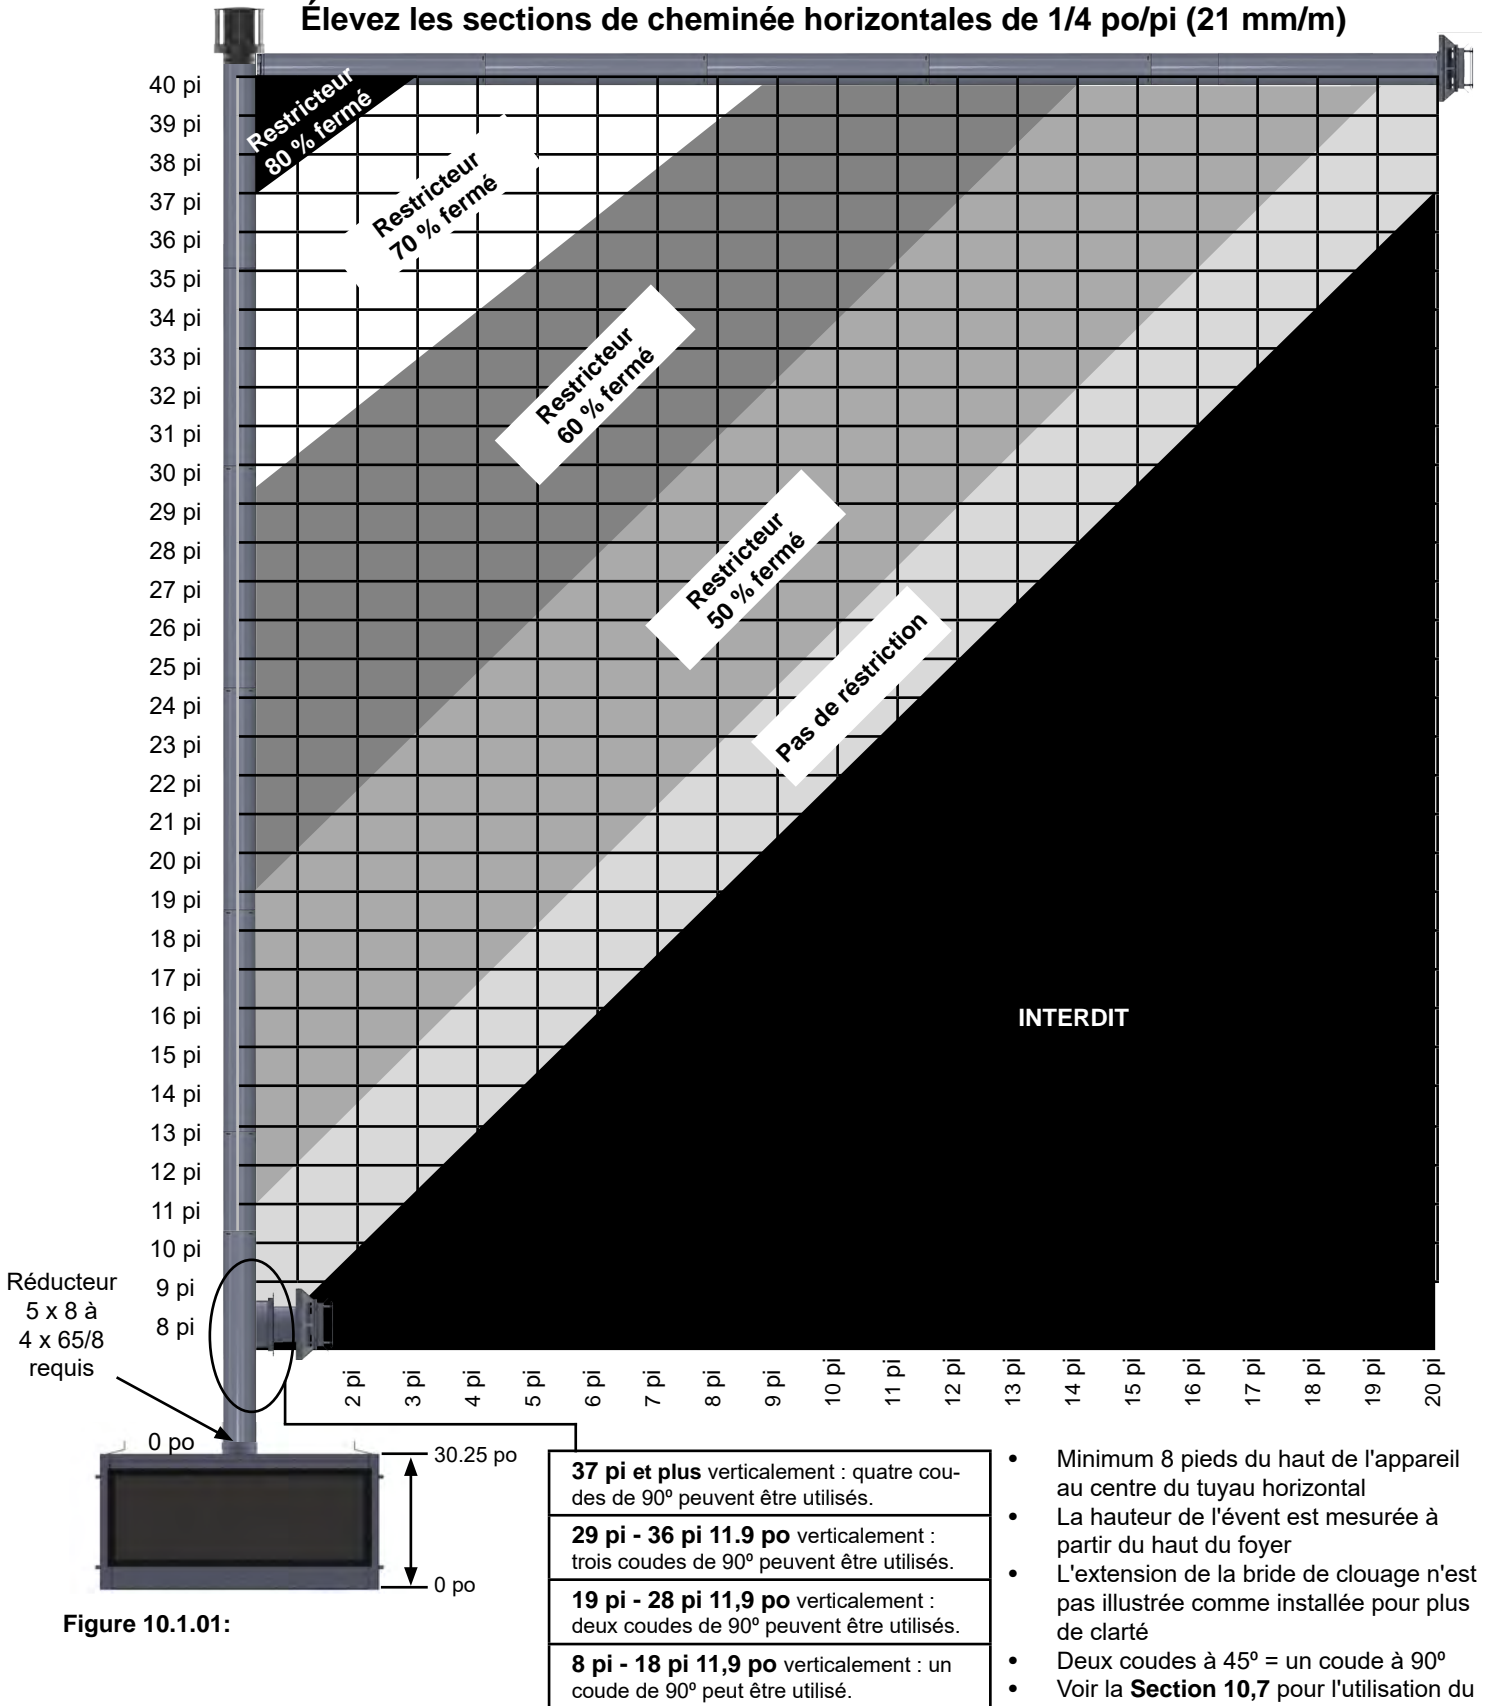 Élevez les sections de cheminée horizontales de 1/4 po/pi (21 mm/m)
40 pi
39 pi
38 pi
37 pi
36 pi
35 pi
34 pi
33 pi
32 pi
31 pi
30 pi
29 pi
28 pi
27 pi
26 pi
25 pi
24 pi
23 pi
22 pi
21 pi
20 pi
19 pi
18 pi
17 pi
16 pi
15 pi
14 pi
13 pi
12 pi
11 pi
10 pi
9 pi
8 pi
Restricteur
80 % fermé
Restricteur
70 % fermé
Restricteur
60 % fermé
Restricteur
50 % fermé
Pas de réstriction
INTERDIT
Réducteur
5 x 8 à
4 x 65/8
requis
2 pi
3 pi
4 pi
5 pi
6 pi
7 pi
8 pi
9 pi
10 pi
11 pi
12 pi
13 pi
14 pi
15 pi
16 pi
17 pi
18 pi
19 pi
20 pi
0 po
30.25 po
0 po
Figure 10.1.01:
37 pi et plus verticalement : quatre cou-
des de 90º peuvent être utilisés.
29 pi - 36 pi 11.9 po verticalement :
trois coudes de 90º peuvent être utilisés.
19 pi - 28 pi 11,9 po verticalement :
deux coudes de 90º peuvent être utilisés.
8 pi - 18 pi 11,9 po verticalement : un
coude de 90º peut être utilisé.
• Minimum 8 pieds du haut de l'appareil
au centre du tuyau horizontal
• La hauteur de l'évent est mesurée à
partir du haut du foyer
• L'extension de la bride de clouage n'est
pas illustrée comme installée pour plus
de clarté
• Deux coudes à 45º = un coude à 90º
• Voir la Section 10,7 pour l'utilisation du